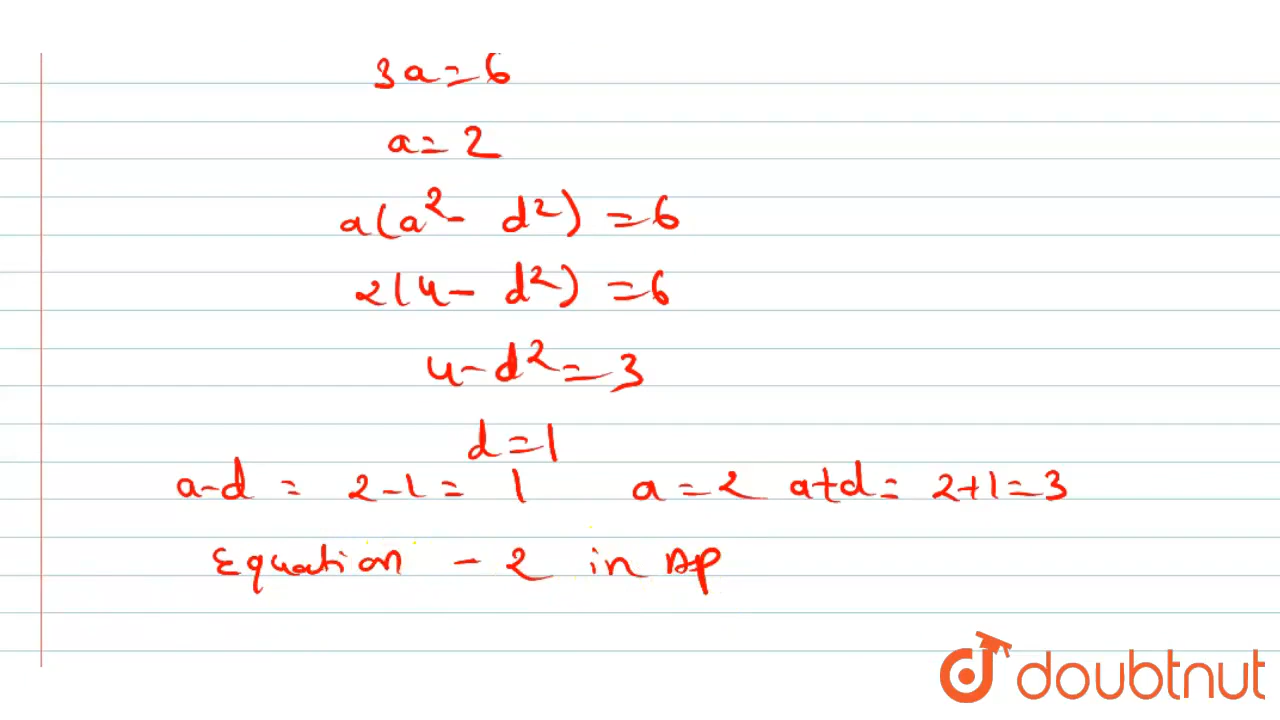 3a=6
a=2
a(a²- d²)=6
2(4- d²)=6
4-d²=3
d=1
a-d = 2-1= 1 a=2 a+d= 2+1=3
Equation - 2 in AP
doubtnut